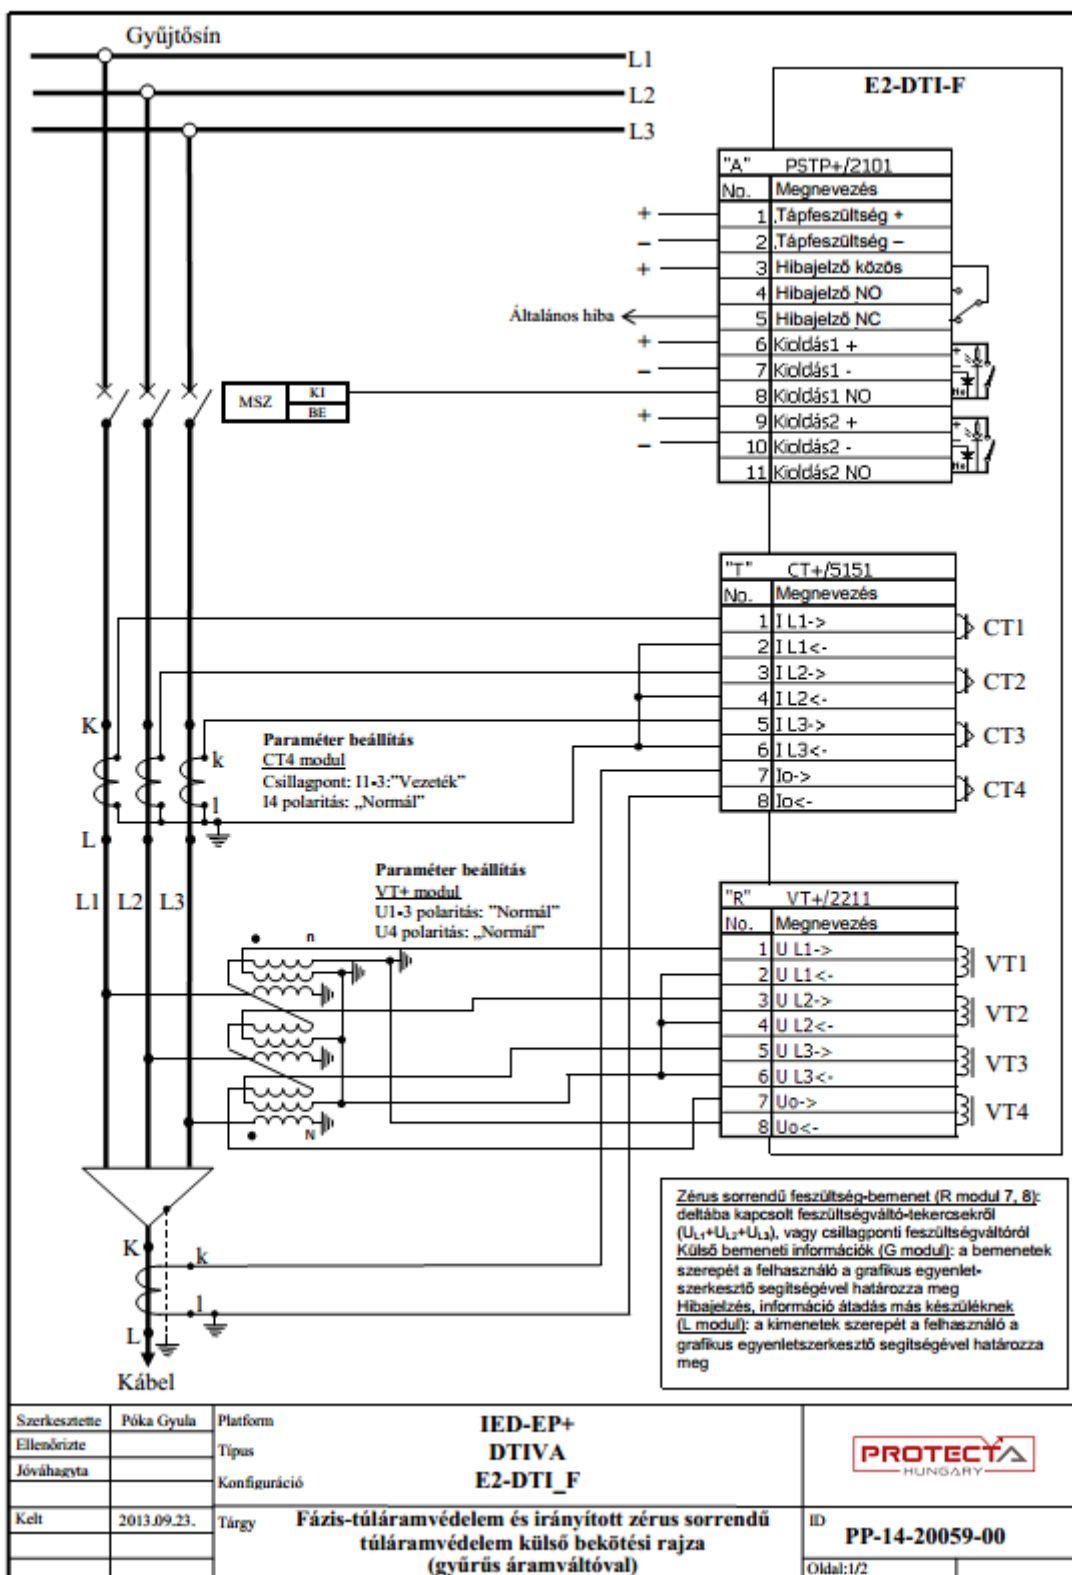 Gyűjtősín
L1
L2
L3
E2-DTI-F
"A" PSTP+/2101
No. Megnevezés
+ 1 Tápfeszültség +
− 2 Tápfeszültség −
+ 3 Hibajelző közös
4 Hibajelző NO
Általános hiba 5 Hibajelző NC
+ 6 Kioldás1 +
− 7 Kioldás1 -
8 Kioldás1 NO
+ 9 Kioldás2 +
− 10 Kioldás2 -
11 Kioldás2 NO
MSZ KI
BE
"T" CT+/5151
No. Megnevezés
1 I L1->
2 I L1<-
CT1
3 I L2->
4 I L2<-
CT2
5 I L3->
6 I L3<-
CT3
7 Io->
8 Io<-
CT4
K
k
l
L
Paraméter beállítás
CT4 modul
Csillagpont: I1-3:"Vezeték"
I4 polaritás: „Normál"
L1 L2 L3
Paraméter beállítás
VT+ modul
U1-3 polaritás: "Normál"
U4 polaritás: „Normál"
n
N
"R" VT+/2211
No. Megnevezés
1 U L1->
2 U L1<-
VT1
3 U L2->
4 U L2<-
VT2
5 U L3->
6 U L3<-
VT3
7 Uo->
8 Uo<-
VT4
K
k
l
L
Kábel
Zérus sorrendű feszültség-bemenet (R modul 7, 8):
deltába kapcsolt feszültségváltó-tekercsekről
(UL1+UL2+UL3), vagy csillagponti feszültségváltóról
Külső bemeneti információk (G modul): a bemenetek
szerepét a felhasználó a grafikus egyenlet-
szerkesztő segítségével határozza meg
Hibajelzés, információ átadás más készüléknek
(L modul): a kimenetek szerepét a felhasználó a
grafikus egyenletszerkesztő segítségével határozza
meg
Szerkesztette Póka Gyula
Ellenőrizte
Jóváhagyta
Kelt 2013.09.23.
Platform IED-EP+
Típus DTIVA
Konfiguráció E2-DTI_F
Tárgy Fázis-túláramvédelem és irányított zérus sorrendű
túláramvédelem külső bekötési rajza
(gyűrűs áramváltóval)
PROTECTA
HUNGARY
ID
PP-14-20059-00
Oldal:1/2